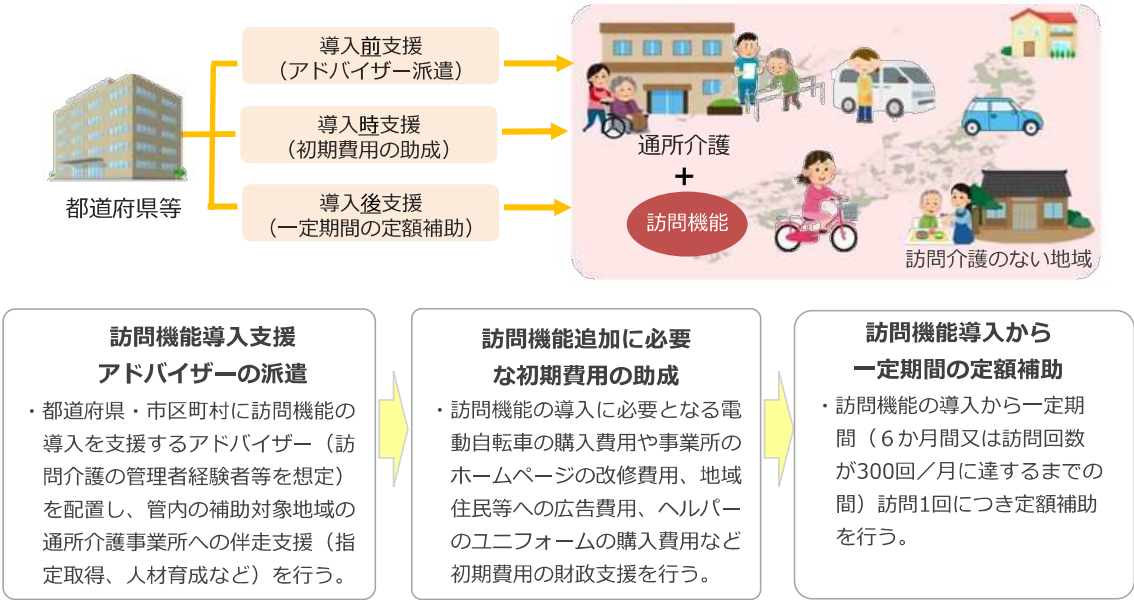 導入前支援
（アドバイザー派遣）
導入時支援
（初期費用の助成）
導入後支援
（一定期間の定額補助）
都道府県等
通所介護
+
訪問機能
訪問介護のない地域
訪問機能導入支援
アドバイザーの派遣
・都道府県・市区町村に訪問機能の
導入を支援するアドバイザー（訪
問介護の管理者経験者等を想定）
を配置し、管内の補助対象地域の
通所介護事業所への伴走支援（指
定取得、人材育成など）を行う。
訪問機能追加に必要
な初期費用の助成
・訪問機能の導入に必要となる電
動自転車の購入費用や事業所の
ホームページの改修費用、地域
住民等への広告費用、ヘルパー
のユニフォームの購入費用など
初期費用の財政支援を行う。
訪問機能導入から
一定期間の定額補助
・訪問機能の導入から一定期
間（６か月間又は訪問回数
が300回／月に達するまでの
間）訪問1回につき定額補助
を行う。